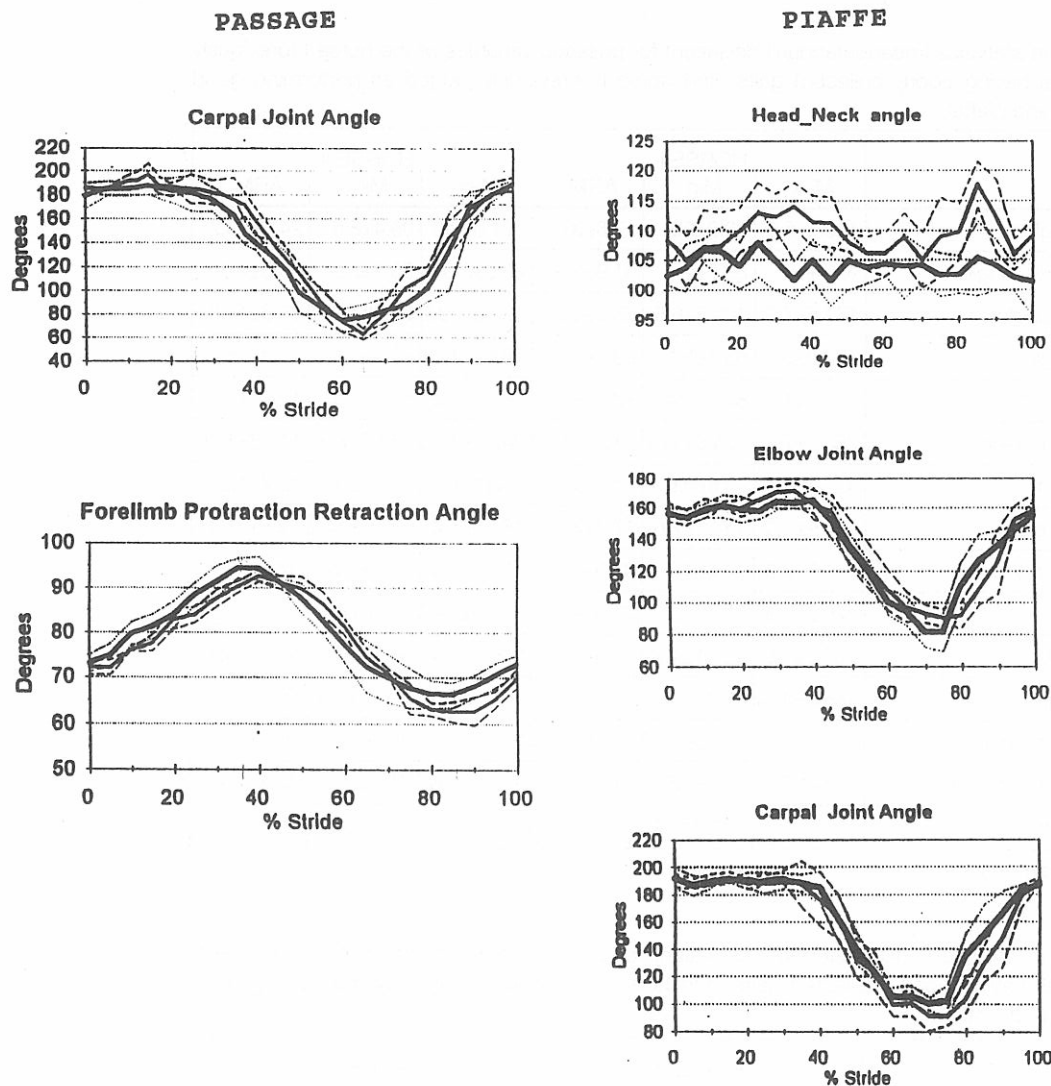 PASSAGE
Carpal Joint Angle
220
200
180
160
140
120
100
80
60
40
Degrees
0 20 40 60 80 100
% Stride
Forelimb Protraction Retraction Angle
100
90
80
70
60
50
Degrees
0 20 40 60 80 100
% Stride
PIAFFE
Head_Neck angle
125
120
115
110
105
100
95
Degrees
0 20 40 60 80 100
% Stride
Elbow Joint Angle
180
160
140
120
100
80
60
Degrees
0 20 40 60 80 100
% Stride
Carpal Joint Angle
220
200
180
160
140
120
100
80
Degrees
0 20 40 60 80 100
% Stride